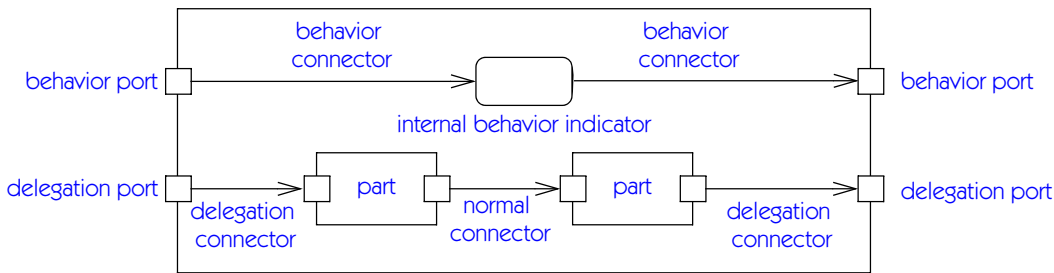 behavior
connector
behavior
connector
behavior port
behavior port
internal behavior indicator
delegation port
part
part
delegation port
delegation
connector
normal
connector
delegation
connector